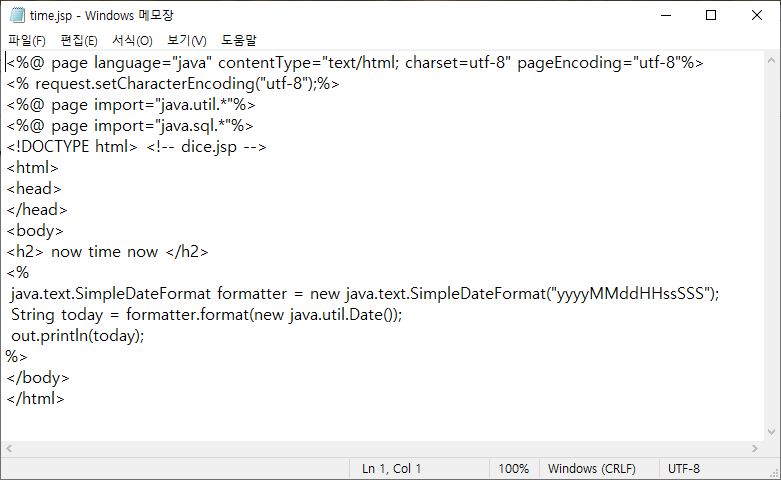 time.jsp - Windows 메모장
파일(F) 편집(E) 서식(O) 보기(V) 도움말
<%@ page language="java" contentType="text/html; charset=utf-8" pageEncoding="utf-8"%>
<% request.setCharacterEncoding("utf-8");%>
<%@ page import="java.util.*"%>
<%@ page import="java.sql.*"%>
<!DOCTYPE html> <!-- dice.jsp -->
<html>
<head>
</head>
<body>
<h2> now time now </h2>
<%
java.text.SimpleDateFormat formatter = new java.text.SimpleDateFormat("yyyyMMddHHssSSS");
String today = formatter.format(new java.util.Date());
out.println(today);
%>
</body>
</html>
Ln 1, Col 1 100% Windows (CRLF) UTF-8